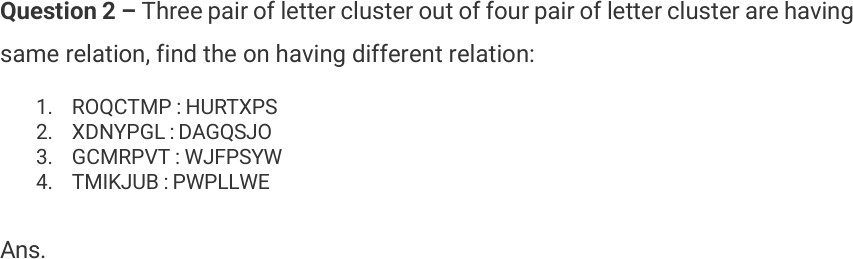 Question 2 – Three pair of letter cluster out of four pair of letter cluster are having
same relation, find the on having different relation:
1. ROQCTMP : HURTXPS
2. XDNYPGL : DAGQSJO
3. GCMRPVT : WJFPSYW
4. TMIKJUB : PWPLLWE
Ans.